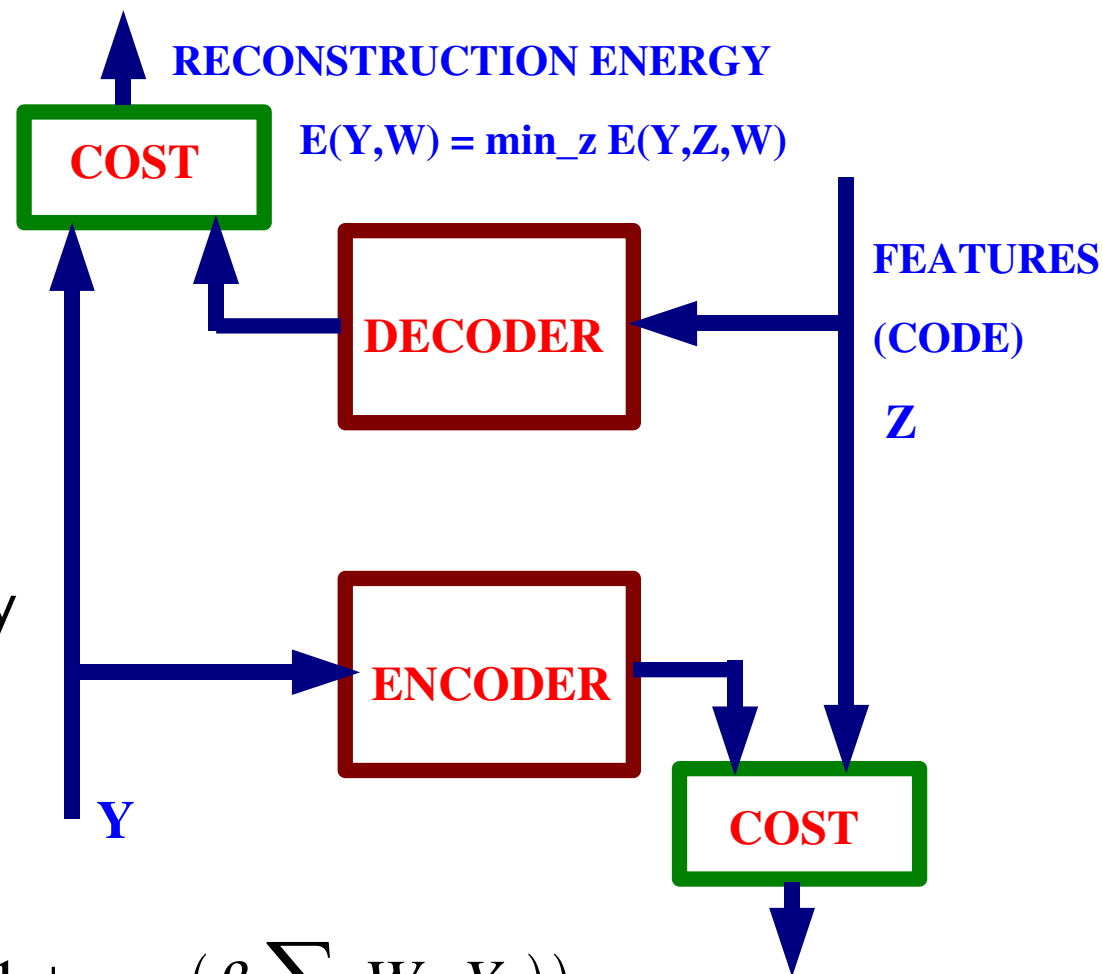 RECONSTRUCTION ENERGY
E(Y,W) = min_z E(Y,Z,W)
COST
FEATURES
(CODE)
Z
DECODER
ENCODER
Y
COST